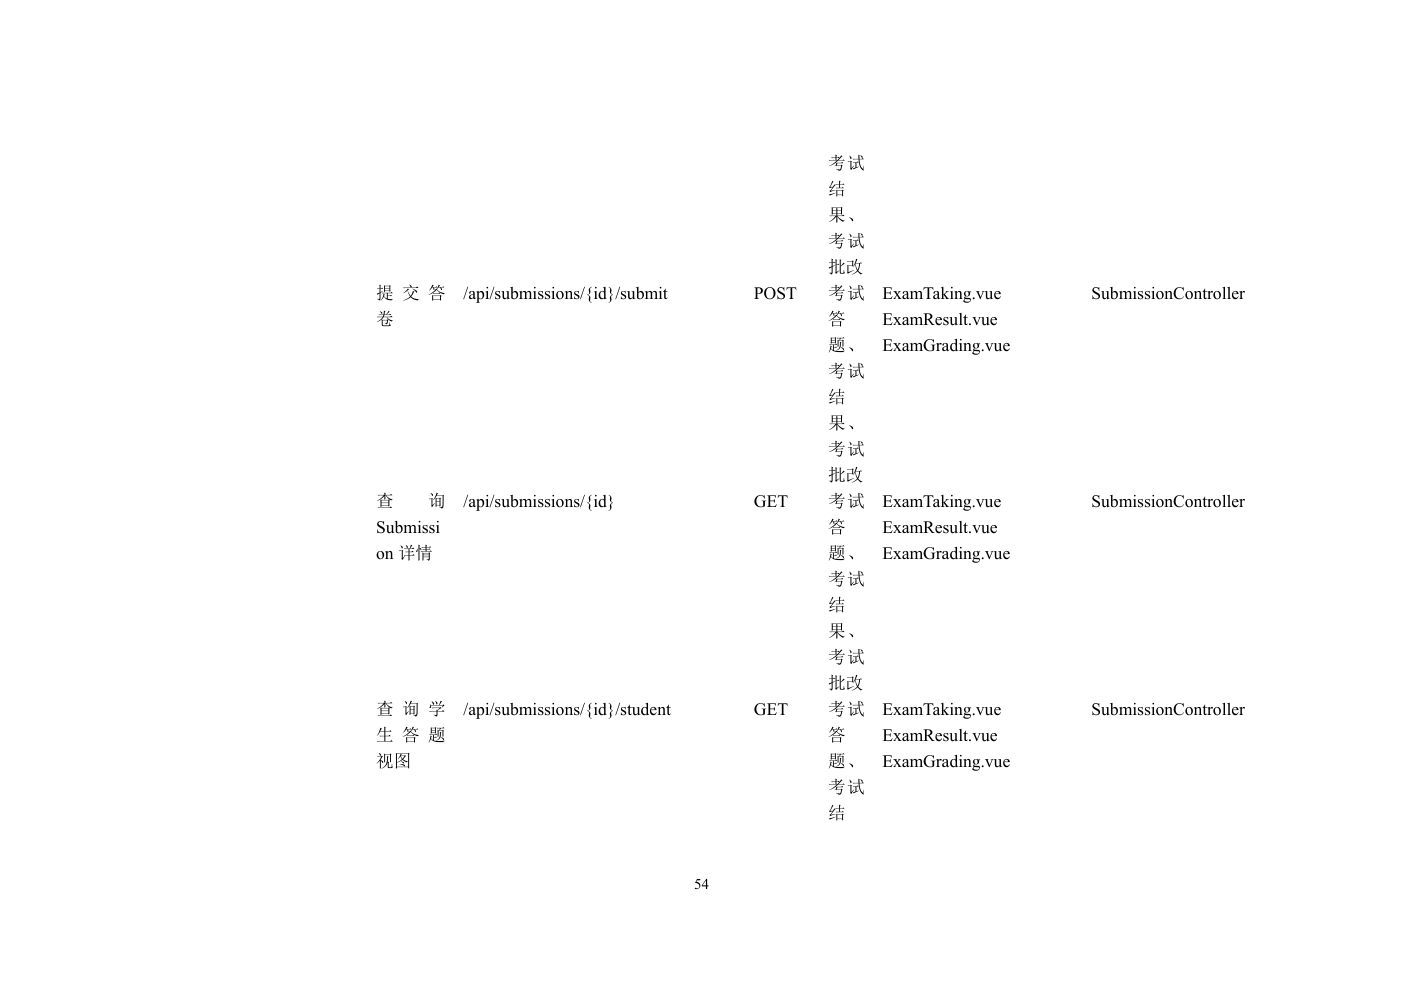 考试
结
果、
考试
批改
提交答 /api/submissions/{id}/submit POST 考试 ExamTaking.vue SubmissionController
卷 答 ExamResult.vue
题、 ExamGrading.vue
考试
结
果、
考试
批改
查询 /api/submissions/{id} GET 考试 ExamTaking.vue SubmissionController
Submissi 答 ExamResult.vue
on 详情 题、 ExamGrading.vue
考试
结
果、
考试
批改
查询学 /api/submissions/{id}/student GET 考试 ExamTaking.vue SubmissionController
生答题 答 ExamResult.vue
视图 题、 ExamGrading.vue
考试
结
54